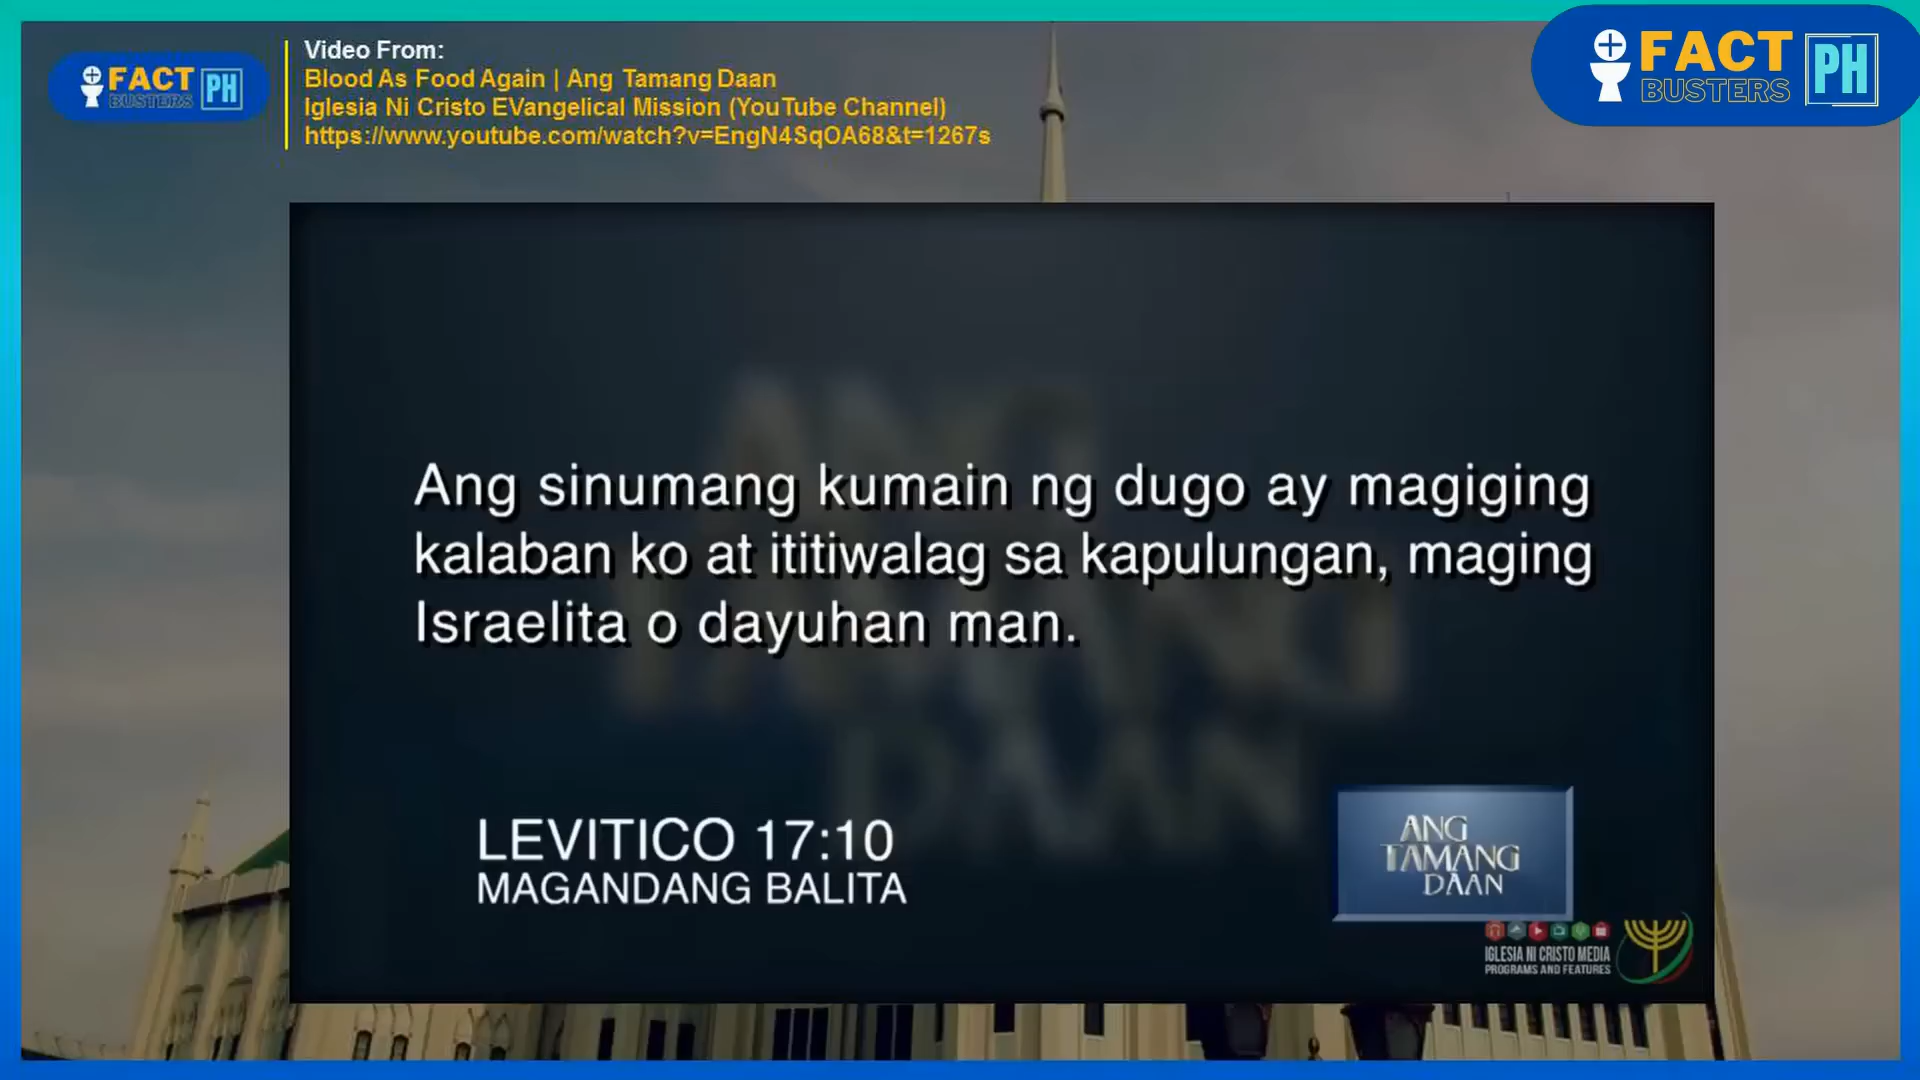 FACT
BUSTERS
PH
Video From:
Blood As Food Again | Ang Tamang Daan
Iglesia Ni Cristo EVangelical Mission (YouTube Channel)
https://www.youtube.com/watch?v=EngN4SqOA68&t=1267s
FACT
BUSTERS
PH
Ang sinumang kumain ng dugo ay magiging
kalaban ko at ititiwalag sa kapulungan, maging
Israelita o dayuhan man.
LEVITICO 17:10
MAGANDANG BALITA
ANG
TAMANG
DAAN
IGLESIA NI CRISTO MEDIA
PROGRAMS AND FEATURES